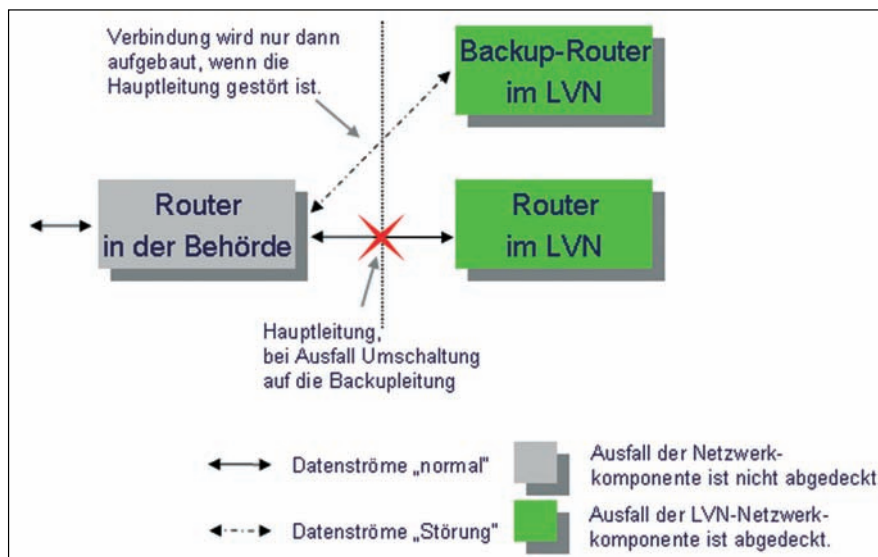 Verbindung wird nur dann
aufgebaut, wenn die
Hauptleitung gestört ist.
Backup-Router
im LVN
Router
in der Behörde
Router
im LVN
Hauptleitung,
bei Ausfall Umschaltung
auf die Backupleitung
Datenströme „normal"
Ausfall der Netzwerk-
komponente ist nicht abgedeckt
Datenströme „Störung"
Ausfall der LVN-Netzwerk-
komponente ist abgedeckt.